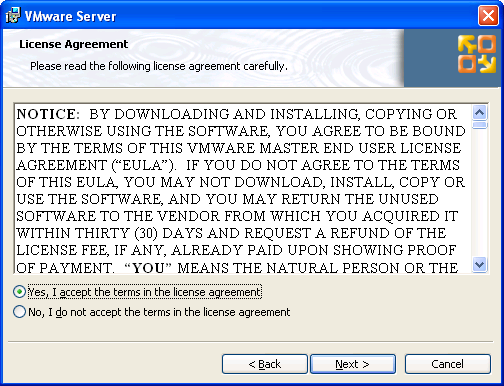 VMware Server
License Agreement
Please read the following license agreement carefully.
NOTICE: BY DOWNLOADING AND INSTALLING, COPYING OR
OTHERWISE USING THE SOFTWARE, YOU AGREE TO BE BOUND
BY THE TERMS OF THIS VMWARE MASTER END USER LICENSE
AGREEMENT (“EULA”). IF YOU DO NOT AGREE TO THE TERMS
OF THIS EULA, YOU MAY NOT DOWNLOAD, INSTALL, COPY OR
USE THE SOFTWARE, AND YOU MAY RETURN THE UNUSED
SOFTWARE TO THE VENDOR FROM WHICH YOU ACQUIRED IT
WITHIN THIRTY (30) DAYS AND REQUEST A REFUND OF THE
LICENSE FEE, IF ANY, ALREADY PAID UPON SHOWING PROOF
OF PAYMENT. “YOU” MEANS THE NATURAL PERSON OR THE
Yes, I accept the terms in the license agreement
No, I do not accept the terms in the license agreement
< Back Next > Cancel